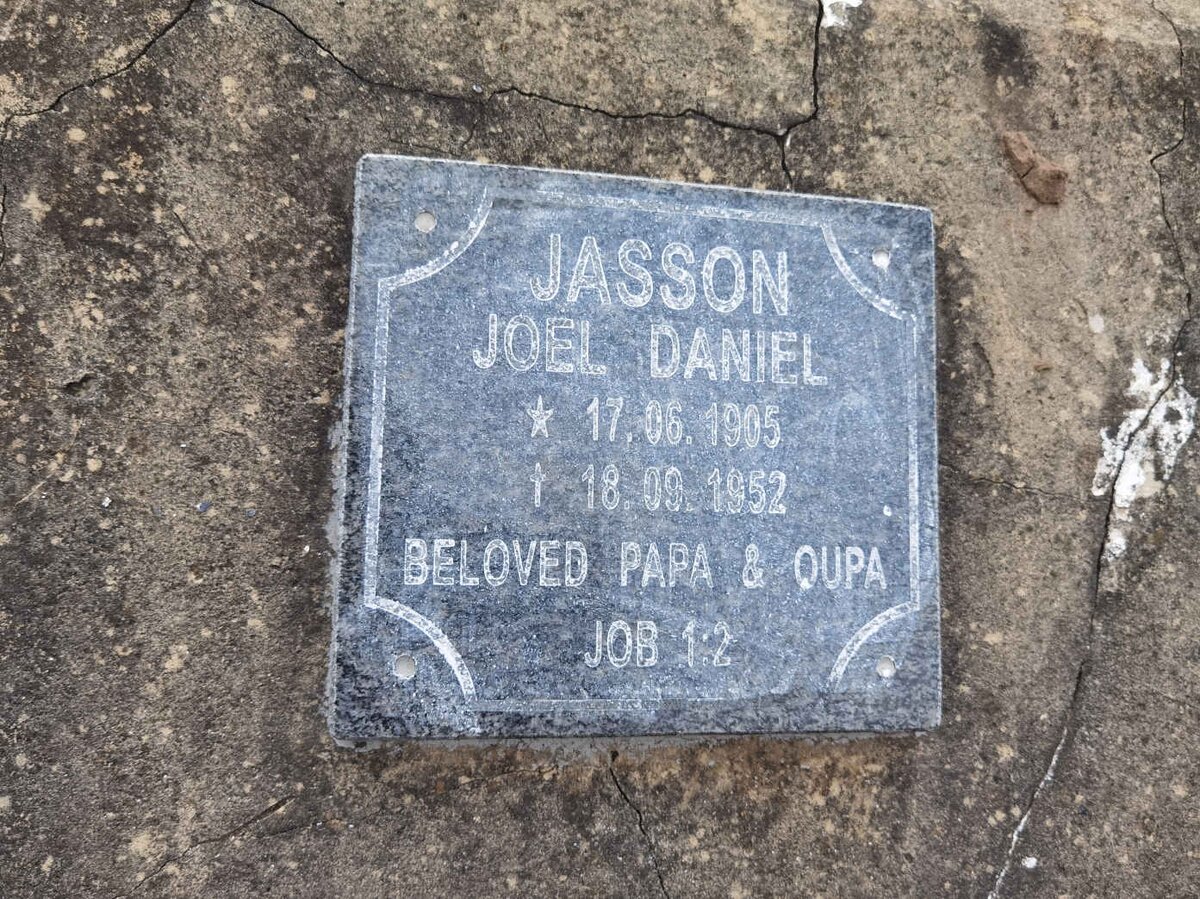 JASSON
JOEL DANIEL
★ 17.06.1905
† 18.09.1952
BELOVED PAPA & OUPA
JOB 1:2